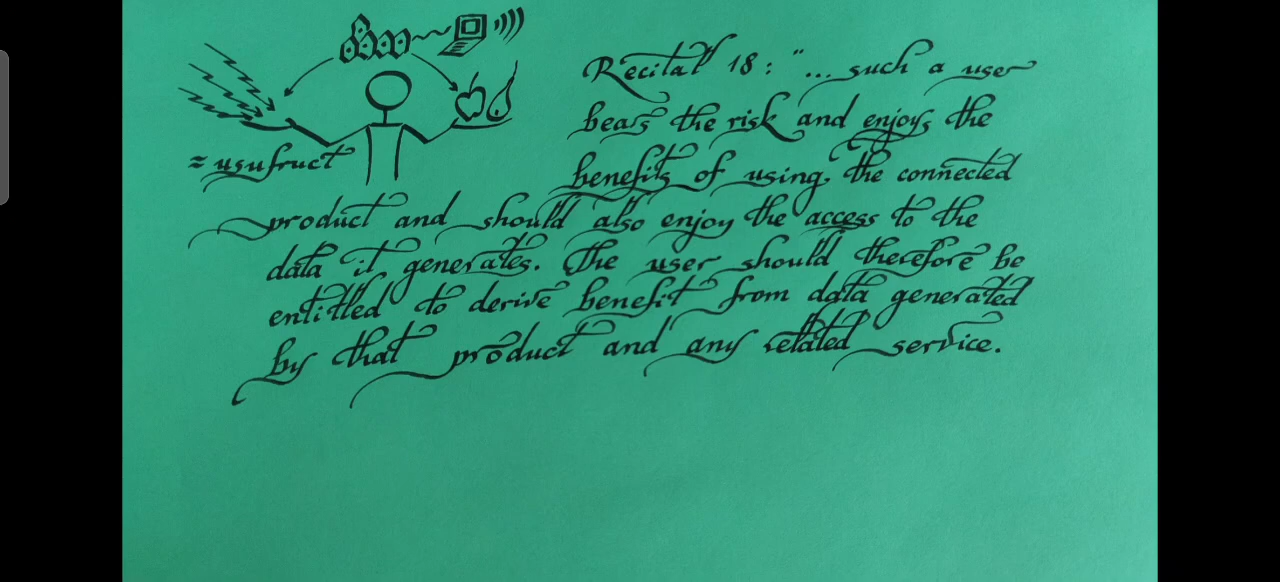 Recital 18: "... such a user
bears the risk and enjoys the
≈ usufruct
benefits of using, the connected
product and should also enjoy the access to the
data it generates. The user should therefore be
entitled to derive benefit from data generated
by that product and any related service.